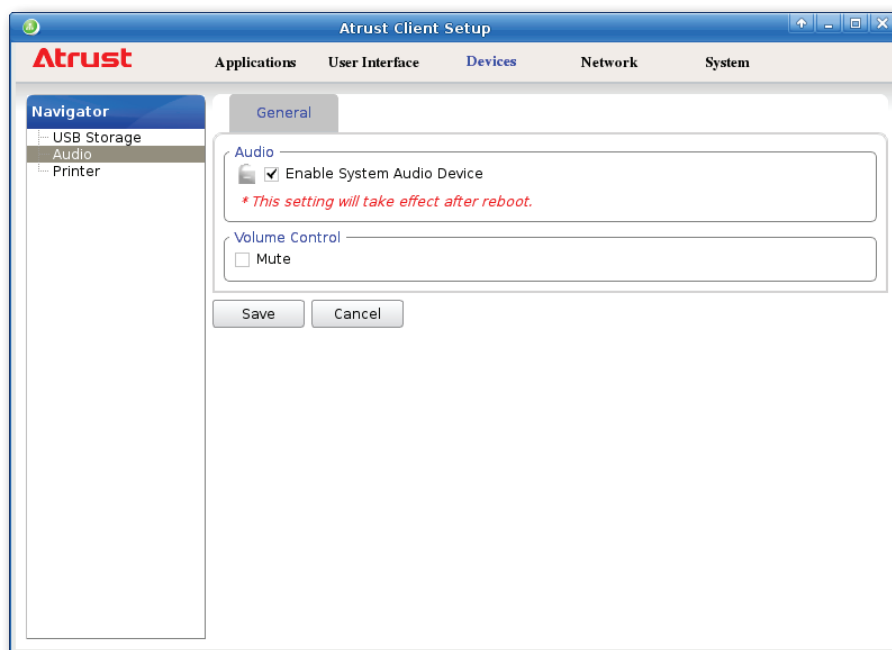 Atrust Client Setup
Atrust
Applications User Interface Devices Network System
Navigator
USB Storage
Audio
Printer
General
Audio
Enable System Audio Device
* This setting will take effect after reboot.
Volume Control
Mute
Save Cancel